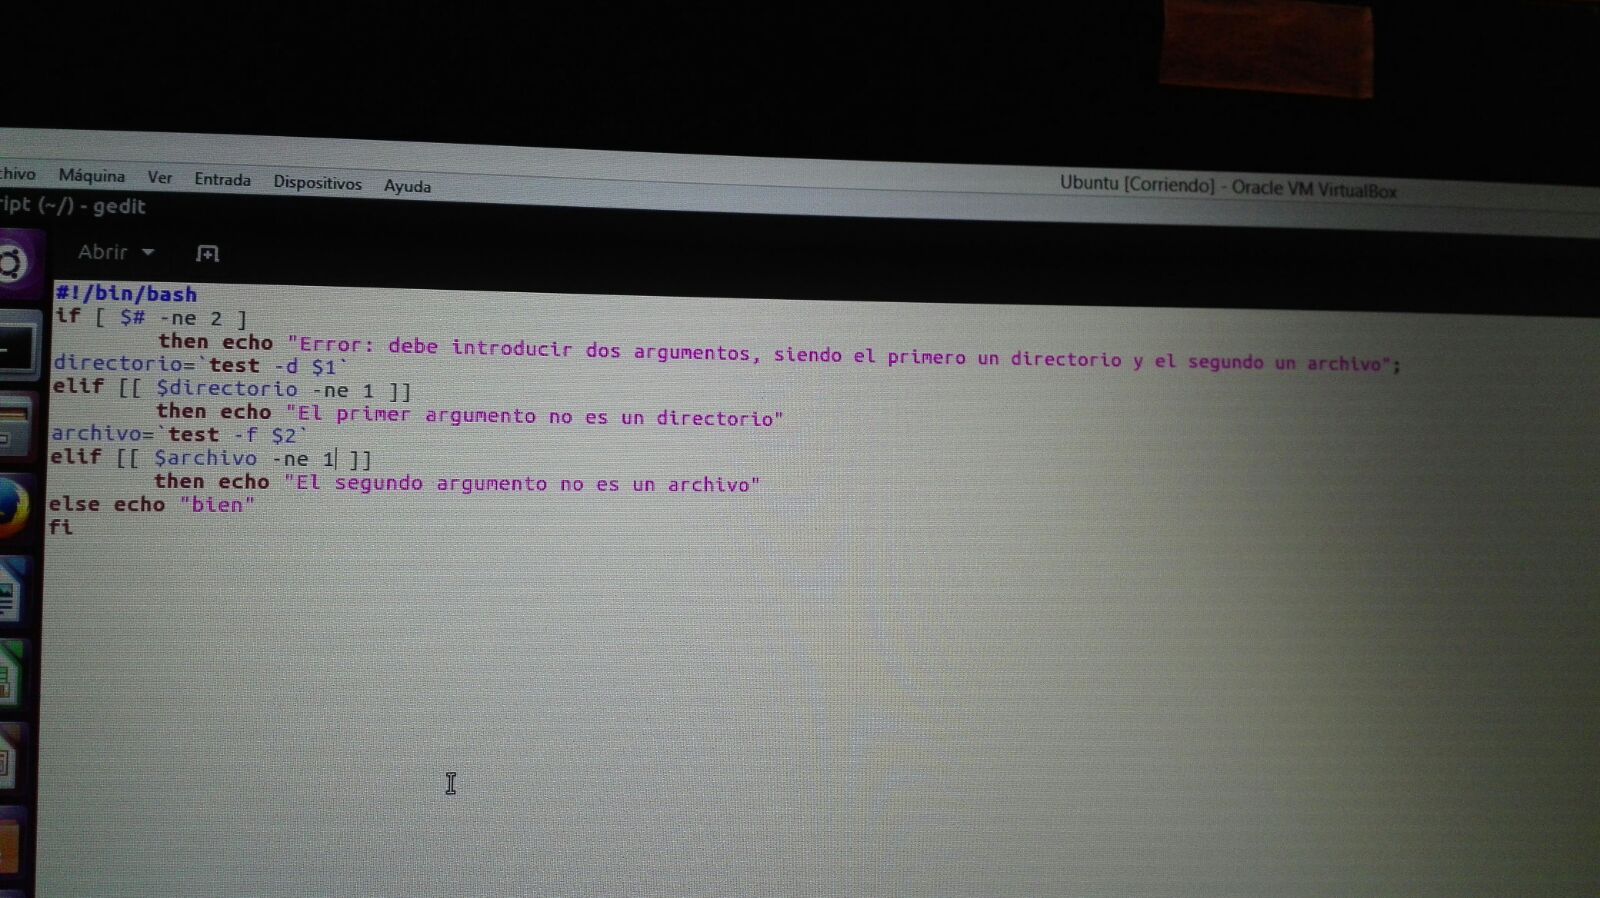 Máquina Ver Entrada Dispositivos Ayuda
Ubuntu [Corriendo] - Oracle VM VirtualBox
(~/) - gedit
Abrir
#!/bin/bash
if [ $# -ne 2 ]
then echo "Error: debe introducir dos argumentos, siendo el primero un directorio y el segundo un archivo";
directorio=`test -d $1`
elif [[ $directorio -ne 1 ]]
then echo "El primer argumento no es un directorio"
archivo=`test -f $2`
elif [[ $archivo -ne 1 ]]
then echo "El segundo argumento no es un archivo"
else echo "bien"
fi